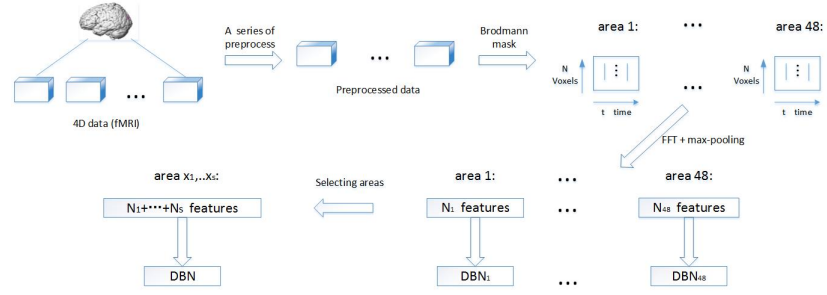 A series of
preprocess
Brodmann
mask
area 1:
area 48:
...
...
...
N
Voxels
...
N
Voxels
t time
t time
4D data (fMRI)
Preprocessed data
FFT + max-pooling
area x₁,..xₛ:
Selecting areas
area 1:
...
area 48:
N₁+···+Nₛ features
N₁ features
...
N₄₈ features
DBN
DBN₁
...
DBN₄₈